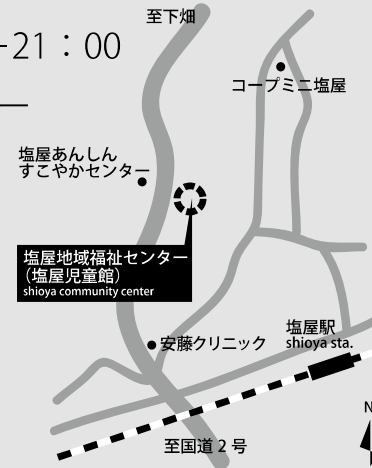 至下畑
-21：00
コープミニ塩屋
塩屋あんしん
すこやかセンター
塩屋地域福祉センター
（塩屋児童館）
shioya community center
塩屋駅
shioya sta.
安藤クリニック
N
至国道2号